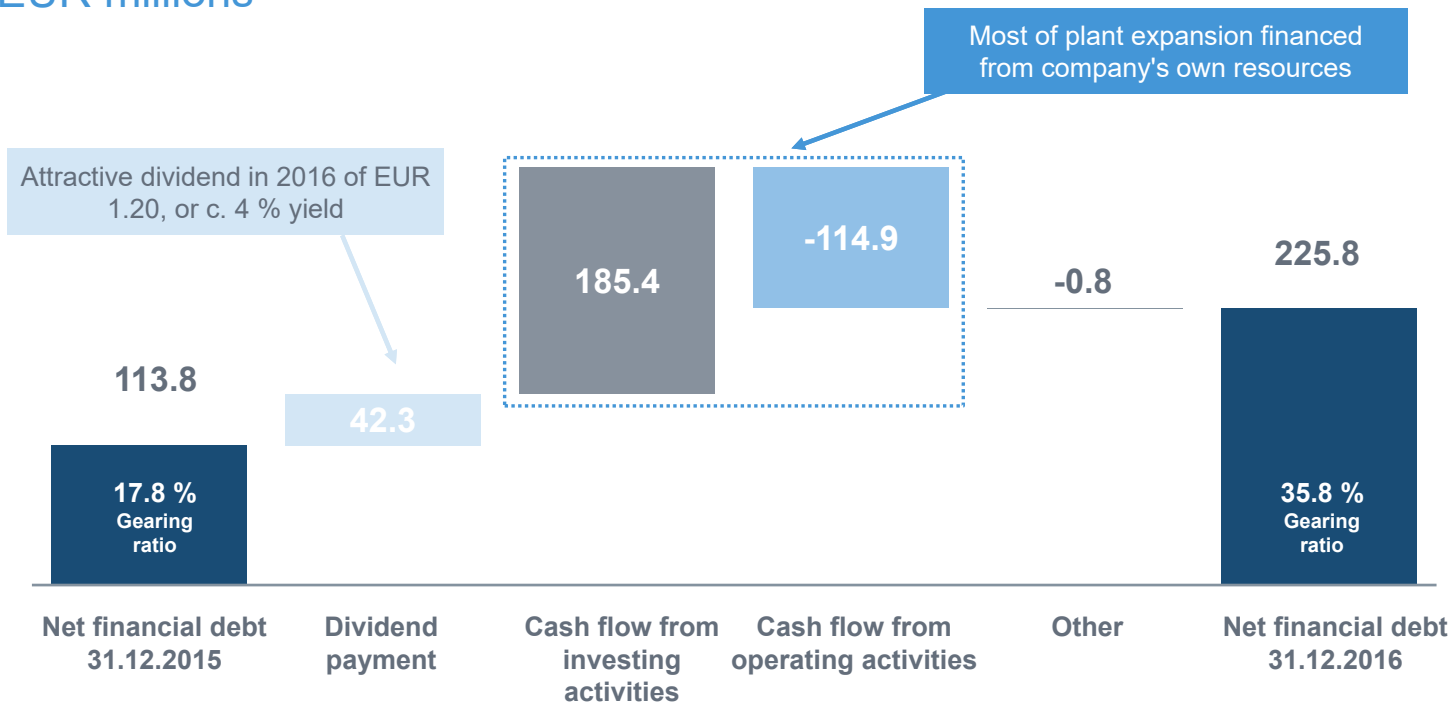 EUR millions
Most of plant expansion financed
from company's own resources
Attractive dividend in 2016 of EUR
1.20, or c. 4 % yield
113.8
42.3
185.4
-114.9
-0.8
225.8
17.8 %
Gearing
ratio
35.8 %
Gearing
ratio
Net financial debt
31.12.2015
Dividend
payment
Cash flow from
investing
activities
Cash flow from
operating activities
Other
Net financial debt
31.12.2016